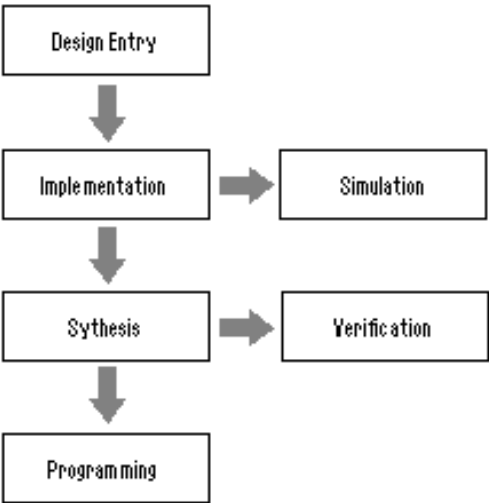 Design Entry
Implementation
Simulation
Sythesis
Verification
Programming